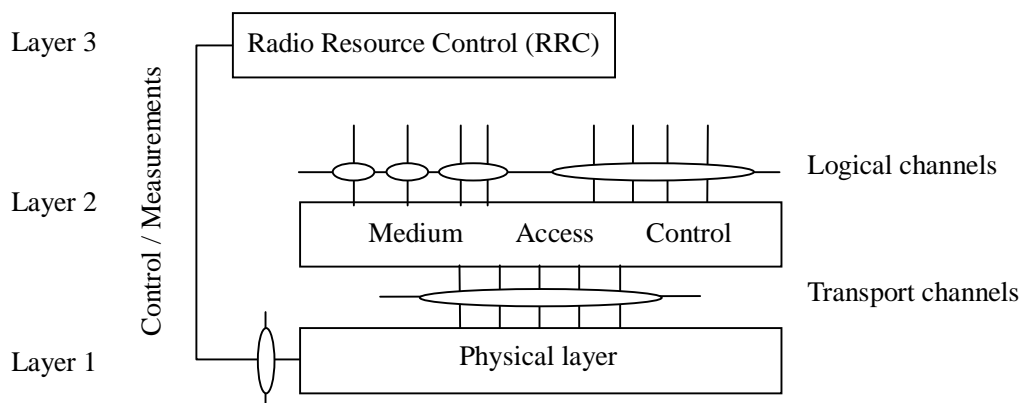 Layer 3
Radio Resource Control (RRC)
Control / Measurements
Logical channels
Layer 2
Medium Access Control
Transport channels
Layer 1
Physical layer